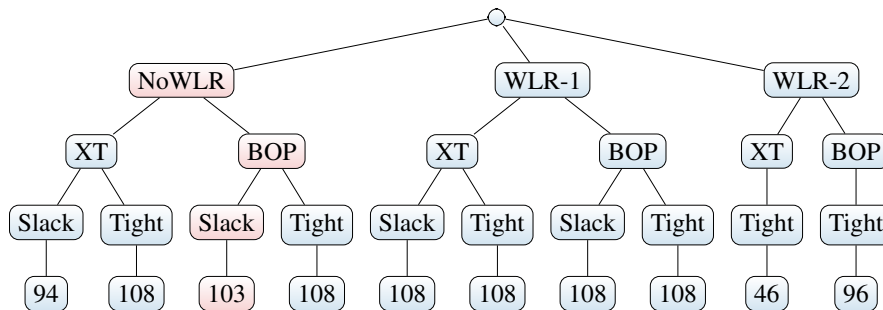 NoWLR WLR-1 WLR-2
XT BOP XT BOP XT BOP
Slack Tight Slack Tight Slack Tight Slack Tight Tight Tight
94 108 103 108 108 108 108 108 46 96